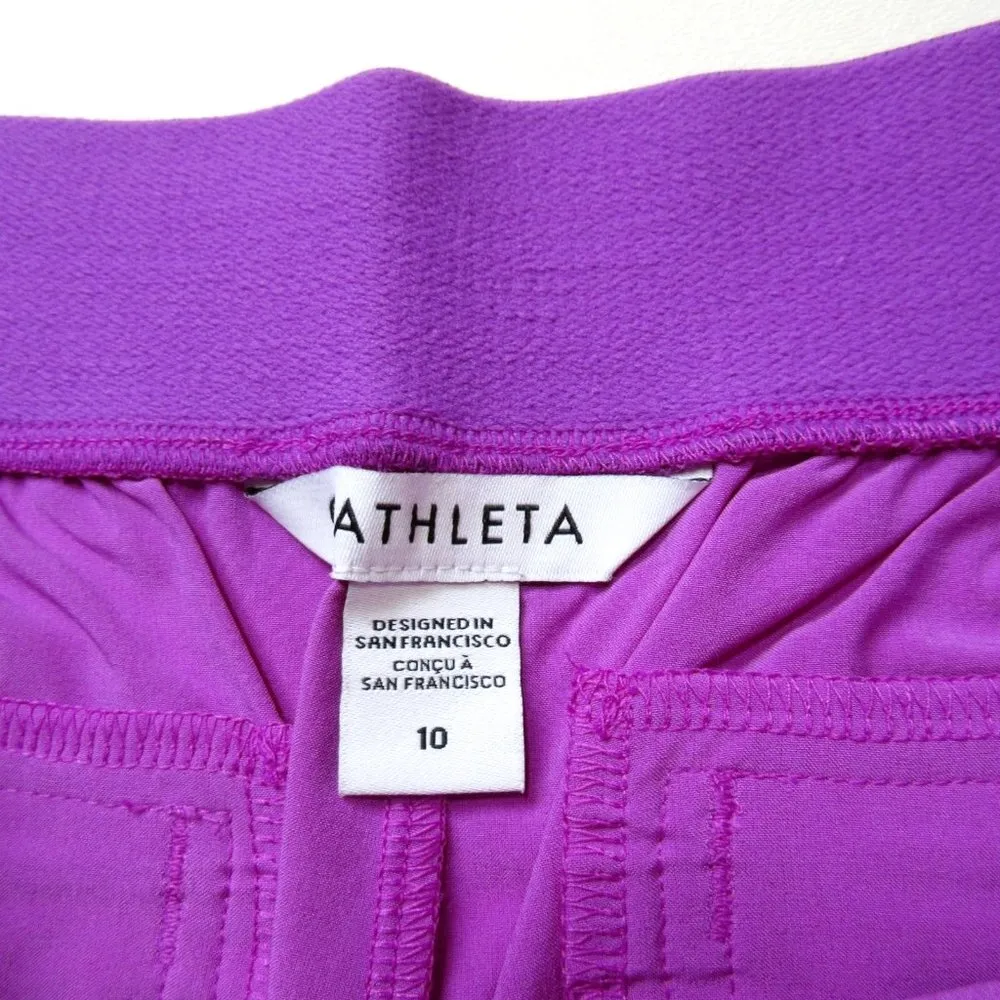 ATHLETA
DESIGNED IN
SAN FRANCISCO
CONÇU À
SAN FRANCISCO
10